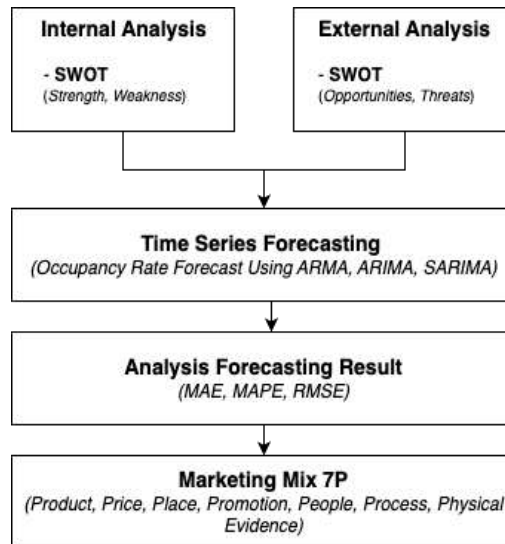 Internal Analysis
- SWOT
(Strength, Weakness)
External Analysis
- SWOT
(Opportunities, Threats)
Time Series Forecasting
(Occupancy Rate Forecast Using ARMA, ARIMA, SARIMA)
Analysis Forecasting Result
(MAE, MAPE, RMSE)
Marketing Mix 7P
(Product, Price, Place, Promotion, People, Process, Physical
Evidence)